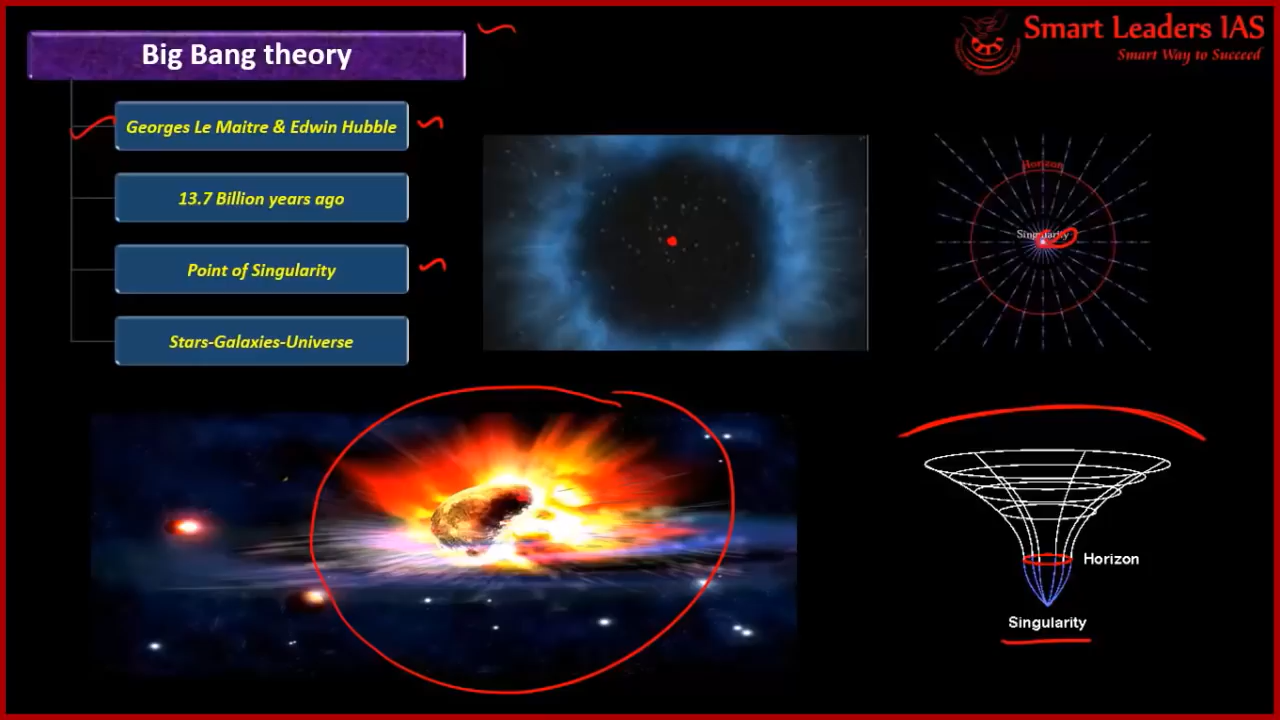 Big Bang theory
Georges Le Maitre & Edwin Hubble
13.7 Billion years ago
Point of Singularity
Stars-Galaxies-Universe
Smart Leaders IAS
Smart Way to Succeed
Horizon
Singularity
Horizon
Singularity